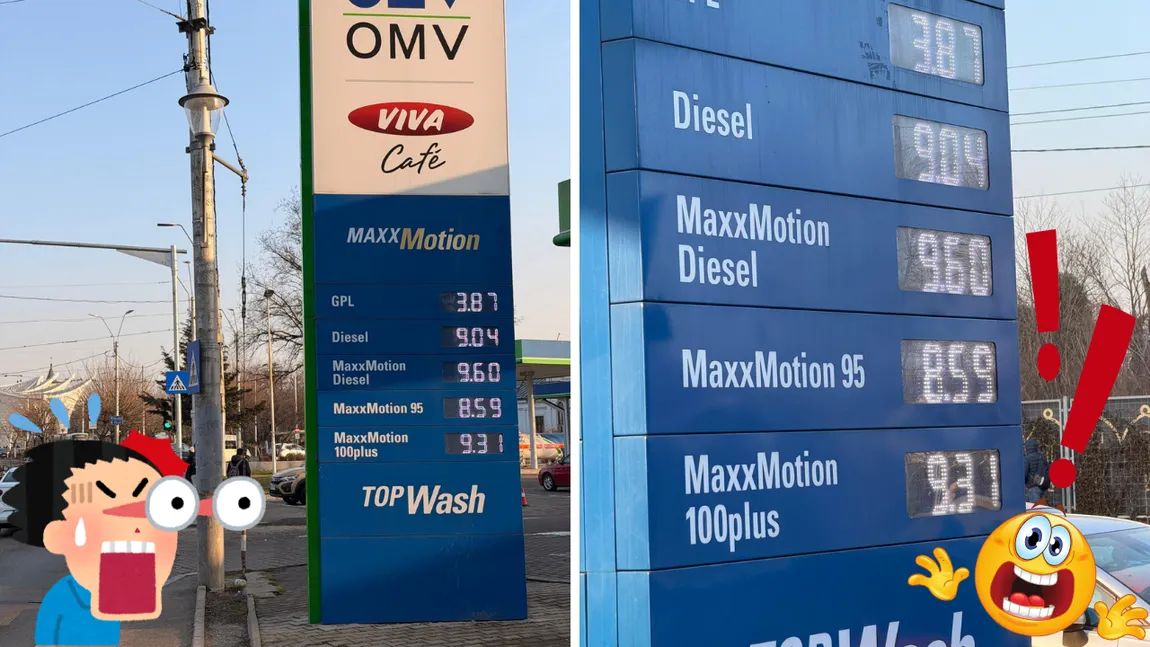 OMV
VIVA
Café
MAXXMotion
GPL 3.87
Diesel 9.04
MaxxMotion
Diesel 9.60
MaxxMotion 95 8.59
MaxxMotion
100plus 9.31
TOPWash
3.87
Diesel 9.04
MaxxMotion
Diesel 9.60
MaxxMotion 95 8.59
MaxxMotion
100plus 9.31
TOPWash